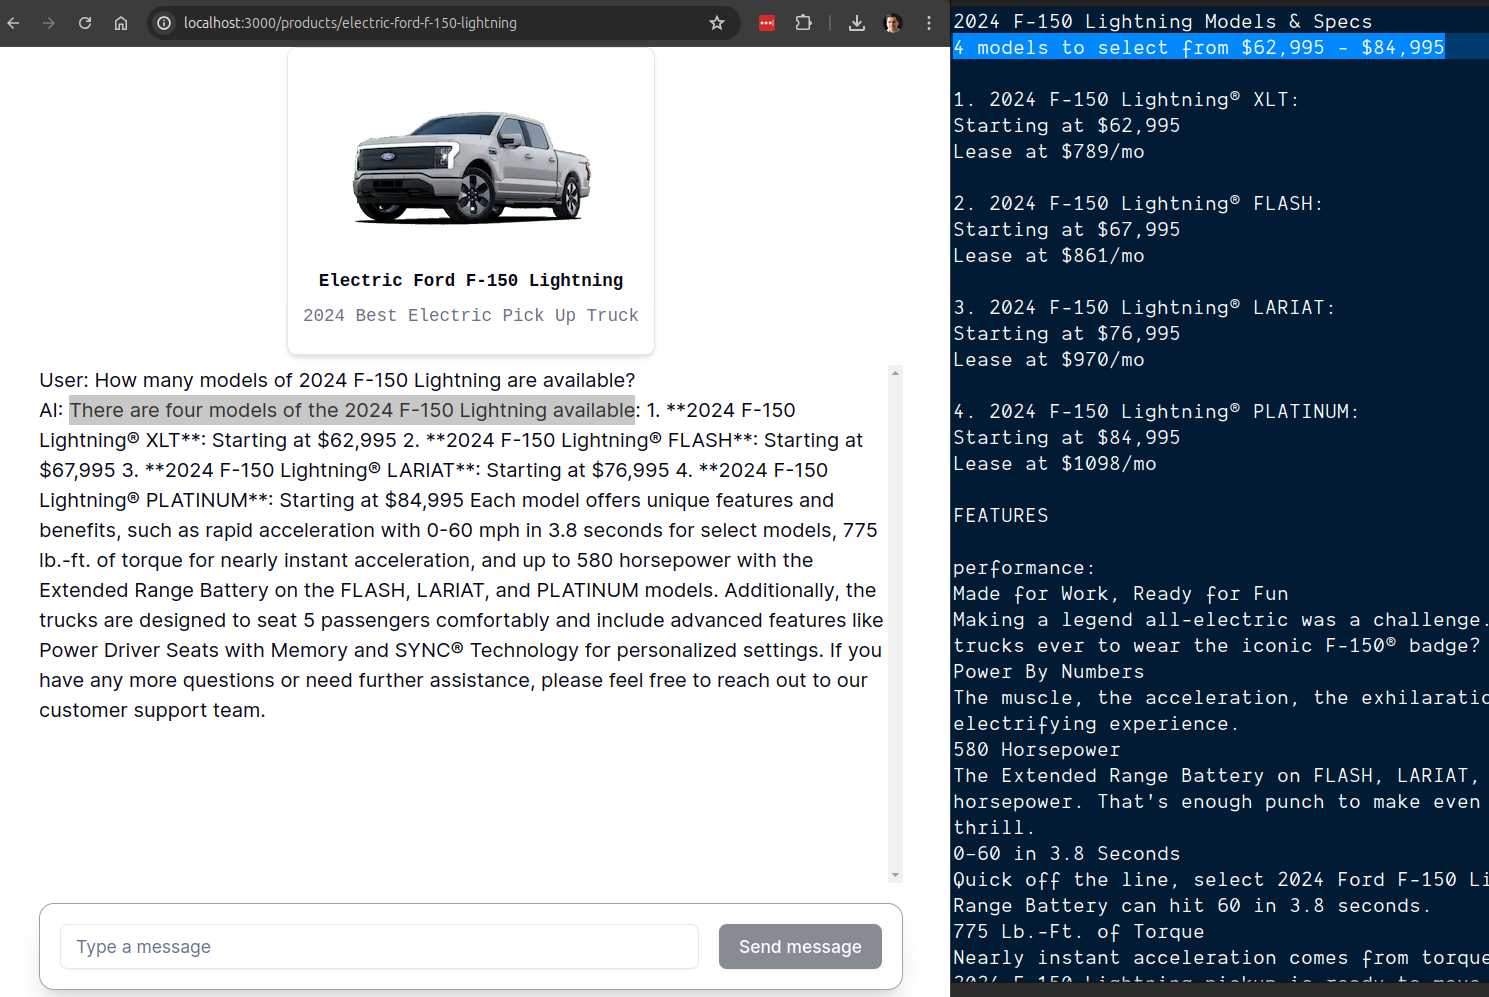 localhost:3000/products/electric-ford-f-150-lightning
Electric Ford F-150 Lightning
2024 Best Electric Pick Up Truck
User: How many models of 2024 F-150 Lightning are available?
AI: There are four models of the 2024 F-150 Lightning available: 1. **2024 F-150
Lightning® XLT**: Starting at $62,995 2. **2024 F-150 Lightning® FLASH**: Starting at
$67,995 3. **2024 F-150 Lightning® LARIAT**: Starting at $76,995 4. **2024 F-150
Lightning® PLATINUM**: Starting at $84,995 Each model offers unique features and
benefits, such as rapid acceleration with 0-60 mph in 3.8 seconds for select models, 775
lb.-ft. of torque for nearly instant acceleration, and up to 580 horsepower with the
Extended Range Battery on the FLASH, LARIAT, and PLATINUM models. Additionally, the
trucks are designed to seat 5 passengers comfortably and include advanced features like
Power Driver Seats with Memory and SYNC® Technology for personalized settings. If you
have any more questions or need further assistance, please feel free to reach out to our
customer support team.
Type a message
Send message
2024 F-150 Lightning Models & Specs
4 models to select from $62,995 - $84,995
1. 2024 F-150 Lightning® XLT:
Starting at $62,995
Lease at $789/mo
2. 2024 F-150 Lightning® FLASH:
Starting at $67,995
Lease at $861/mo
3. 2024 F-150 Lightning® LARIAT:
Starting at $76,995
Lease at $970/mo
4. 2024 F-150 Lightning® PLATINUM:
Starting at $84,995
Lease at $1098/mo
FEATURES
performance:
Made for Work, Ready for Fun
Making a legend all-electric was a challenge.
trucks ever to wear the iconic F-150® badge?
Power By Numbers
The muscle, the acceleration, the exhilaratio
electrifying experience.
580 Horsepower
The Extended Range Battery on FLASH, LARIAT,
horsepower. That's enough punch to make even
thrill.
0-60 in 3.8 Seconds
Quick off the line, select 2024 Ford F-150 Li
Range Battery can hit 60 in 3.8 seconds.
775 Lb.-Ft. of Torque
Nearly instant acceleration comes from torque
2024 F-150 Lightning pickup is ready to move